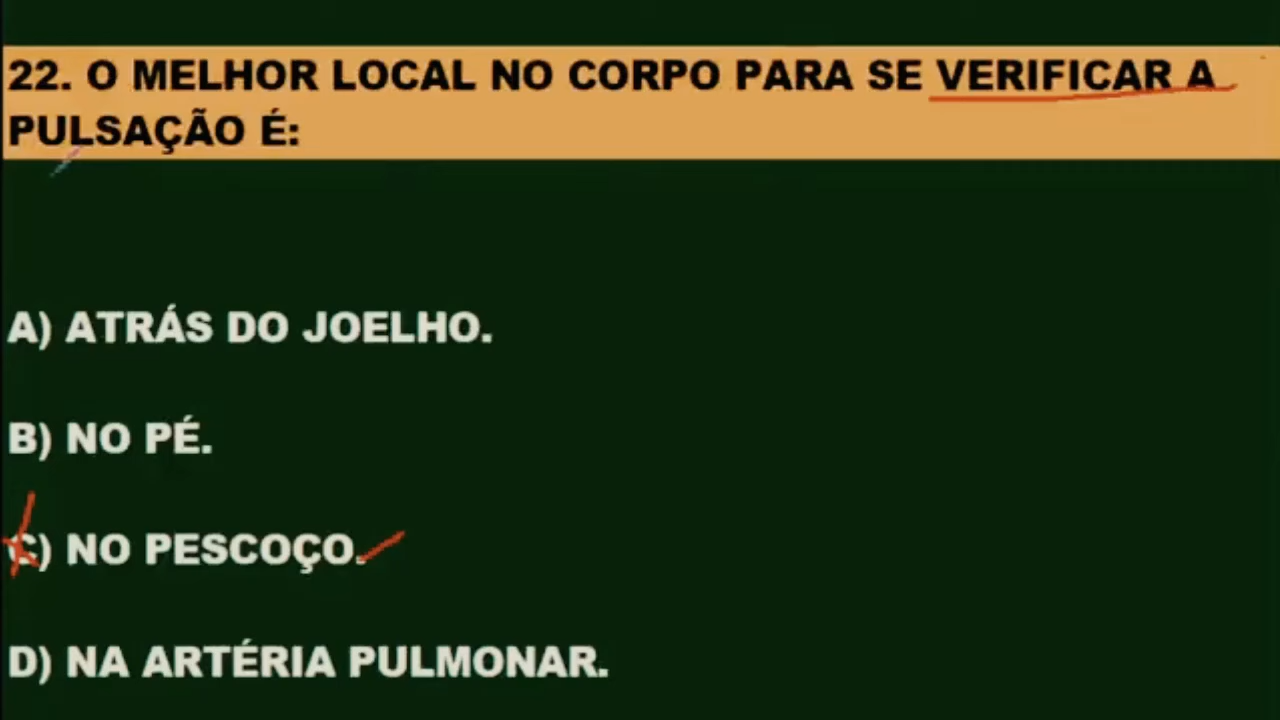 22. O MELHOR LOCAL NO CORPO PARA SE VERIFICAR A
PULSAÇÃO É:
A) ATRÁS DO JOELHO.
B) NO PÉ.
C) NO PESCOÇO.
D) NA ARTÉRIA PULMONAR.